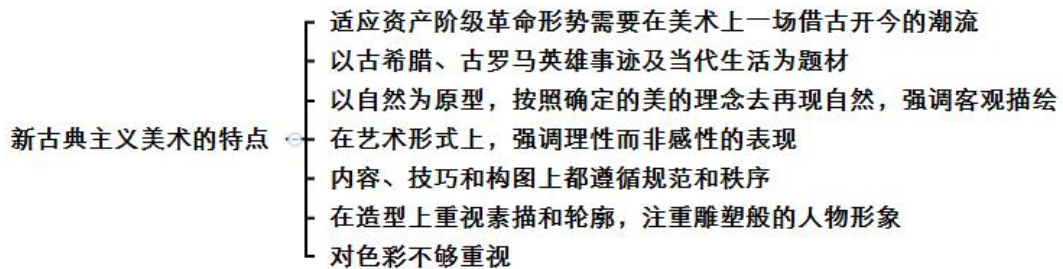 适应资产阶级革命形势需要在美术上一场借古开今的潮流
以古希腊、古罗马英雄事迹及当代生活为题材
以自然为原型，按照确定的美的理念去再现自然，强调客观描绘
新古典主义美术的特点
在艺术形式上，强调理性而非感性的表现
内容、技巧和构图上都遵循规范和秩序
在造型上重视素描和轮廓，注重雕塑般的人物形象
对色彩不够重视